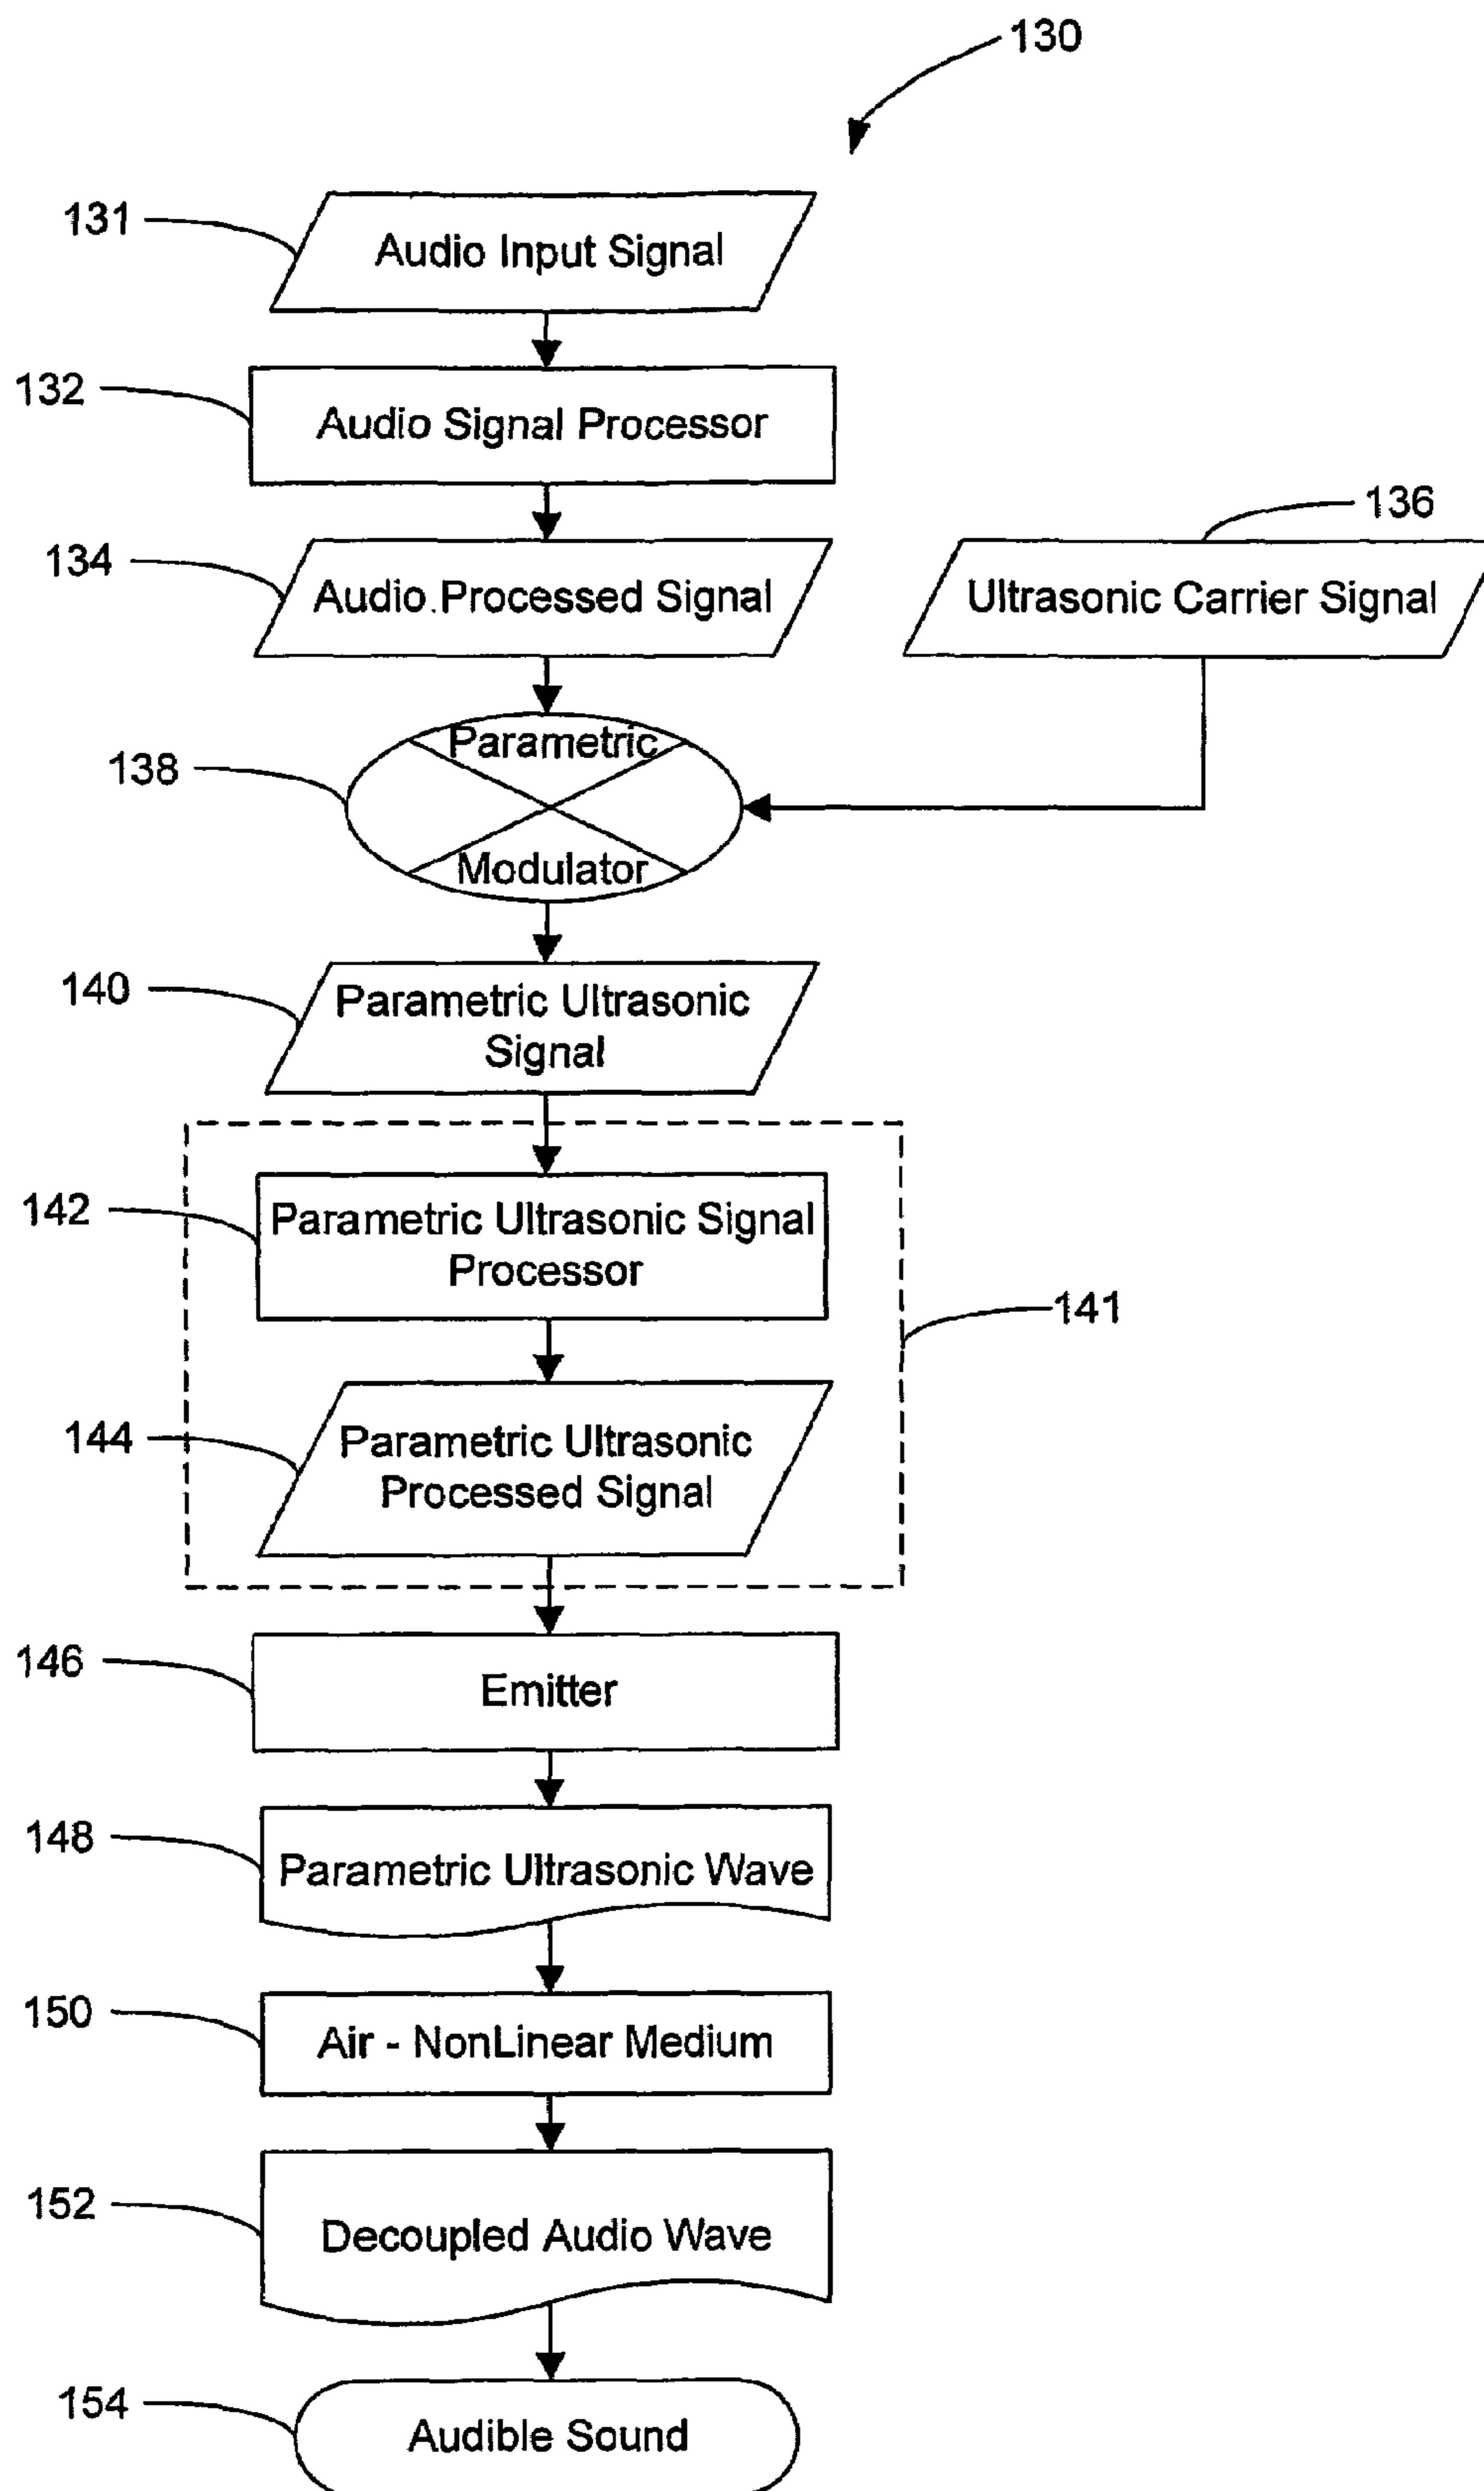 130
131
Audio Input Signal
132
Audio Signal Processor
136
134
Audio.Processed Signal
Ultrasonic Carrier Signal
Parametric
138
Modulator
140
Parametric Ultrasonic
Signal
142
Parametric Ultrasonic Signal
Processor
141
144
Parametric Ultrasonic
Processed Signal
146
Emitter
148
Parametric Ultrasonic Wave
150
Air - NonLinear Medium
152
Decoupled Audio Wave
154
Audible Sound